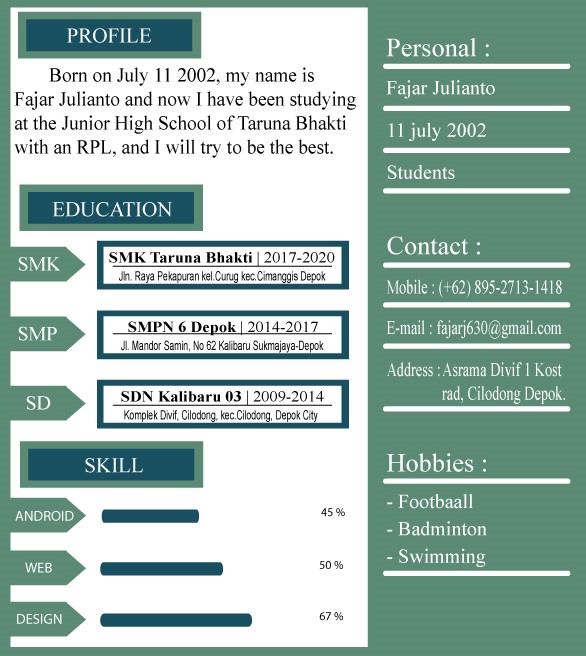 PROFILE
Born on July 11 2002, my name is
Fajar Julianto and now I have been studying
at the Junior High School of Taruna Bhakti
with an RPL, and I will try to be the best.
EDUCATION
SMK
SMK Taruna Bhakti | 2017-2020
Jln. Raya Pekapuran kel.Curug kec.Cimanggis Depok
SMP
SMPN 6 Depok | 2014-2017
Jl. Mandor Samin, No 62 Kalibaru Sukmajaya-Depok
SD
SDN Kalibaru 03 | 2009-2014
Komplek Divif, Cilodong, kec.Cilodong, Depok City
SKILL
ANDROID 45 %
WEB 50 %
DESIGN 67 %
Personal :
Fajar Julianto
11 july 2002
Students
Contact :
Mobile : (+62) 895-2713-1418
E-mail : fajarj630@gmail.com
Address : Asrama Divif 1 Kost
rad, Cilodong Depok.
Hobbies :
- Footbaall
- Badminton
- Swimming